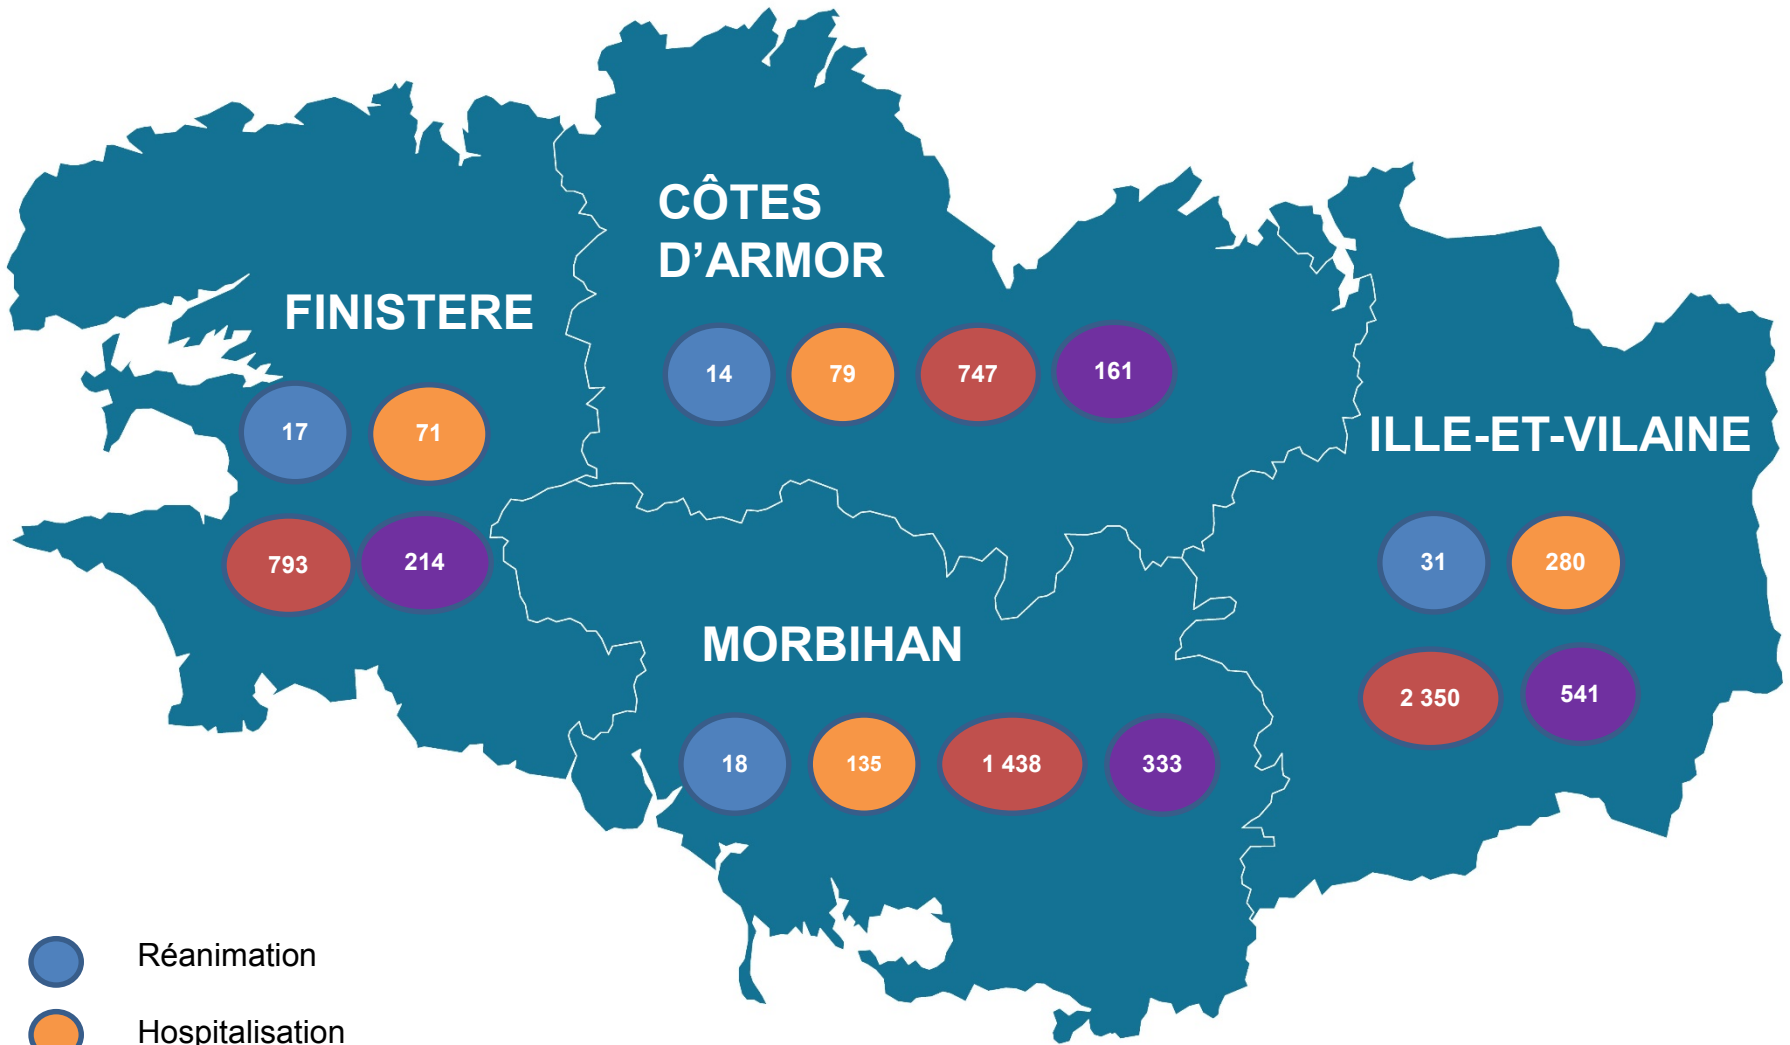 CÔTES
D’ARMOR
14 79 747 161
FINISTERE
17 71
793 214
ILLE-ET-VILAINE
31 280
2 350 541
MORBIHAN
18 135 1 438 333
Réanimation
Hospitalisation